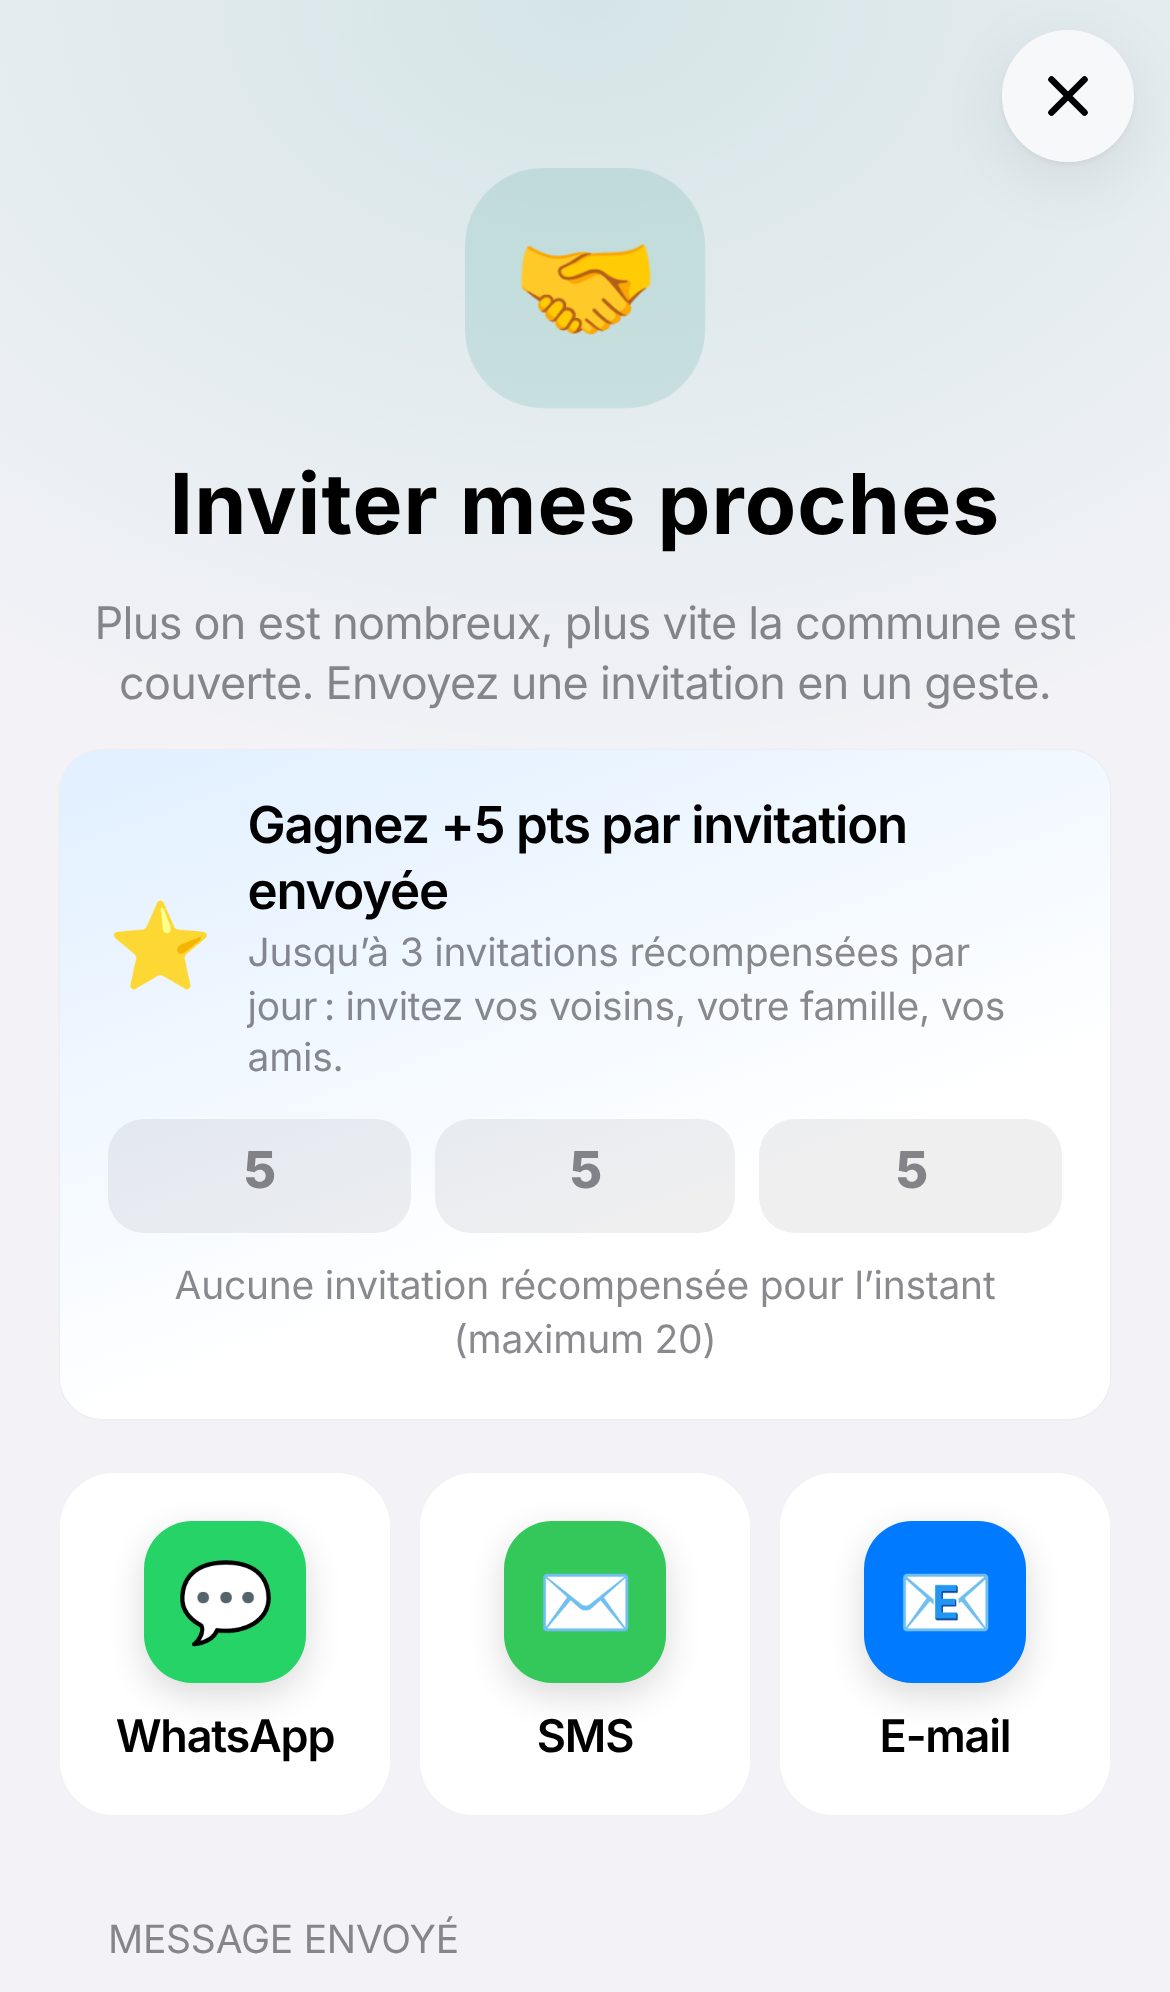 Inviter mes proches
Plus on est nombreux, plus vite la commune est
couverte. Envoyez une invitation en un geste.
Gagnez +5 pts par invitation
envoyée
Jusqu’à 3 invitations récompensées par
jour : invitez vos voisins, votre famille, vos
amis.
5 5 5
Aucune invitation récompensée pour l’instant
(maximum 20)
WhatsApp SMS E-mail
MESSAGE ENVOYÉ